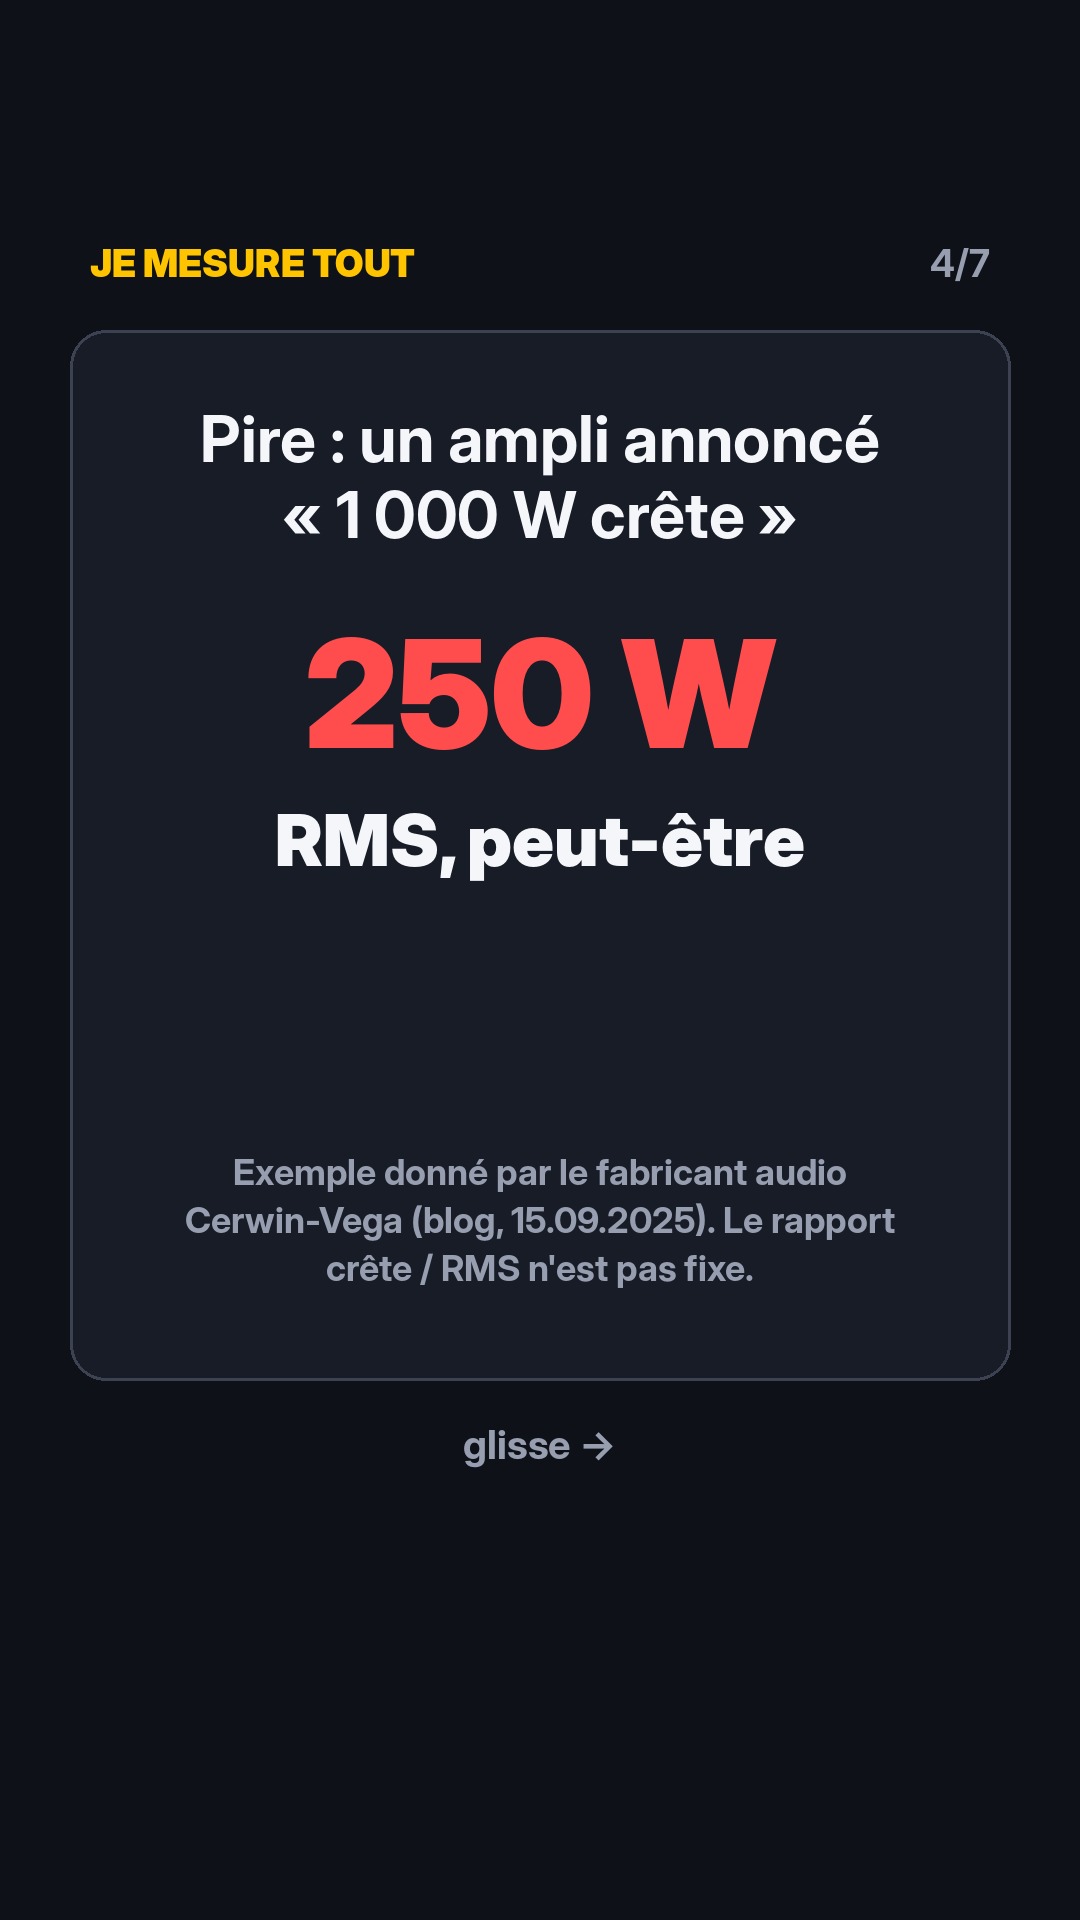 JE MESURE TOUT
4/7
Pire : un ampli annoncé
« 1 000 W crête »
250 W
RMS, peut-être
Exemple donné par le fabricant audio
Cerwin-Vega (blog, 15.09.2025). Le rapport
crête / RMS n'est pas fixe.
glisse →